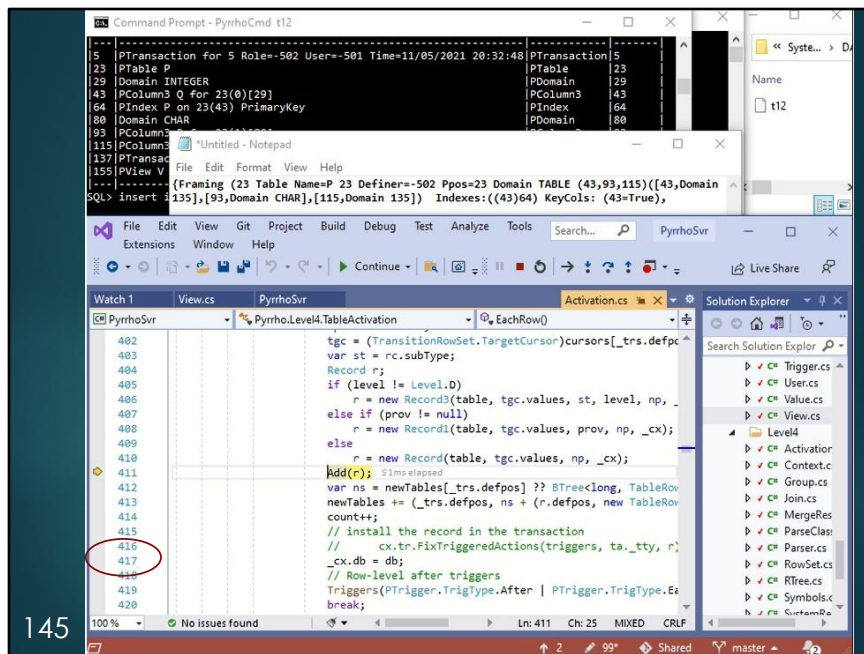 Command Prompt - PyrrhoCmd t12
|---|
|5 |PTransaction for 5 Role=-502 User=-501 Time=11/05/2021 20:32:48|PTransaction|5 |
|23 |PTable P |PTable |23 |
|29 |Domain INTEGER |PDomain |29 |
|43 |PColumn3 Q for 23(0)[29] |PColumn3 |43 |
|64 |PIndex P on 23(43) PrimaryKey |PIndex |64 |
|80 |Domain CHAR |PDomain |80 |
|93 |PColumn3
|115|PColumn3
|137|PTransac
|155|PView V
SQL> insert i
« Syste... >
Name
t12
*Untitled - Notepad
File Edit Format View Help
{Framing (23 Table Name=P 23 Definer=-502 Ppos=23 Domain TABLE (43,93,115)([43,Domain
135],[93,Domain CHAR],[115,Domain 135]) Indexes:((43)64) KeyCols: (43=True),
File Edit View Git Project Build Debug Test Analyze Tools Search... PyrrhoSvr
Extensions Window Help
Continue Live Share
Watch 1 View.cs PyrrhoSvr Activation.cs Solution Explorer
PyrrhoSvr Pyrrho.Level4.TableActivation EachRow()
Search Solution Explor
402 tgc = (TransitionRowSet.TargetCursor)cursors[_trs.defpo
403 var st = rc.subType;
404 Record r;
405 if (level != Level.D)
406 r = new Record3(table, tgc.values, st, level, np, _
407 else if (prov != null)
408 r = new Record1(table, tgc.values, prov, np, _cx);
409 else
410 r = new Record(table, tgc.values, np, _cx);
411 Add(r); ≤1ms elapsed
412 var ns = newTables[_trs.defpos] ?? BTree<long, TableRow
413 newTables += (_trs.defpos, ns + (r.defpos, new TableRow
414 count++;
415 // install the record in the transaction
416 // cx.tr.FixTriggeredActions(triggers, ta._tty, r)
417 _cx.db = db;
418 // Row-level after triggers
419 Triggers(PTrigger.TrigType.After | PTrigger.TrigType.Ea
420 break;
C# Trigger.cs
C# User.cs
C# Value.cs
C# View.cs
Level4
C# Activation
C# Context.c
C# Group.cs
C# Join.cs
C# MergeRes
C# ParseClas
C# Parser.cs
C# RowSet.cs
C# RTree.cs
C# Symbols.c
C# SystemRo
100 % No issues found Ln: 411 Ch: 25 MIXED CRLF
2 99+ Shared master 2
145